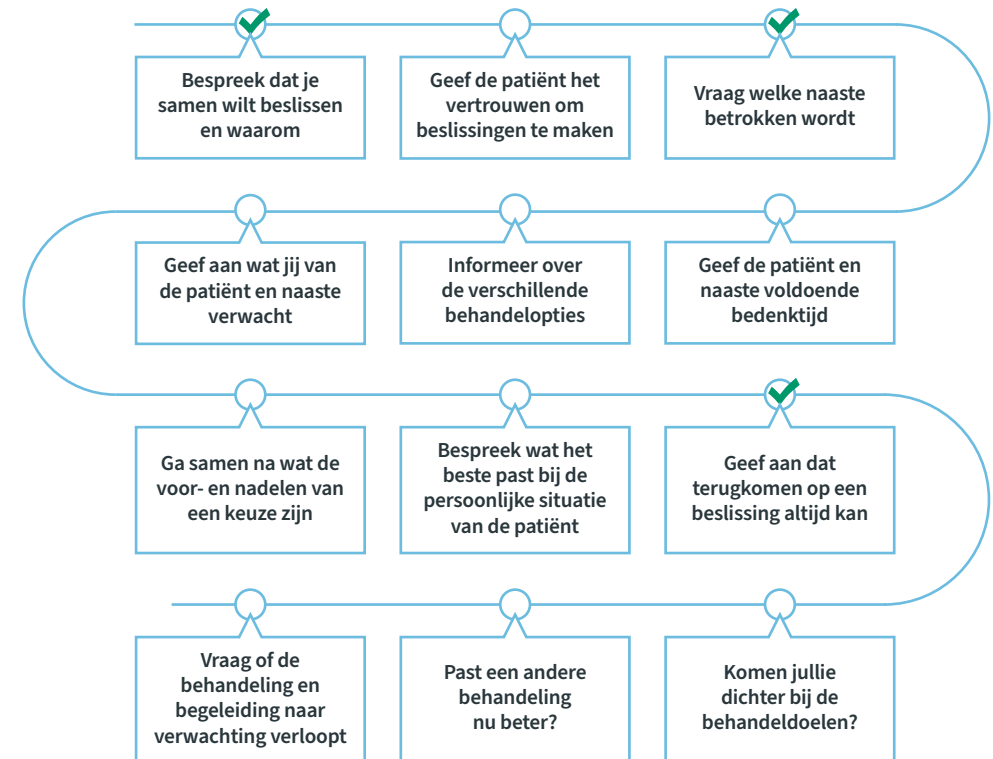 Bespreek dat je
samen wilt beslissen
en waarom
Geef de patiënt het
vertrouwen om
beslissingen te maken
Vraag welke naaste
betrokken wordt
Geef aan wat jij van
de patiënt en naaste
verwacht
Informeer over
de verschillende
behandelopties
Geef de patiënt en
naaste voldoende
bedenktijd
Ga samen na wat de
voor- en nadelen van
een keuze zijn
Bespreek wat het
beste past bij de
persoonlijke situatie
van de patiënt
Geef aan dat
terugkomen op een
beslissing altijd kan
Vraag of de
behandeling en
begeleiding naar
verwachting verloopt
Past een andere
behandeling
nu beter?
Komen jullie
dichter bij de
behandeldoelen?